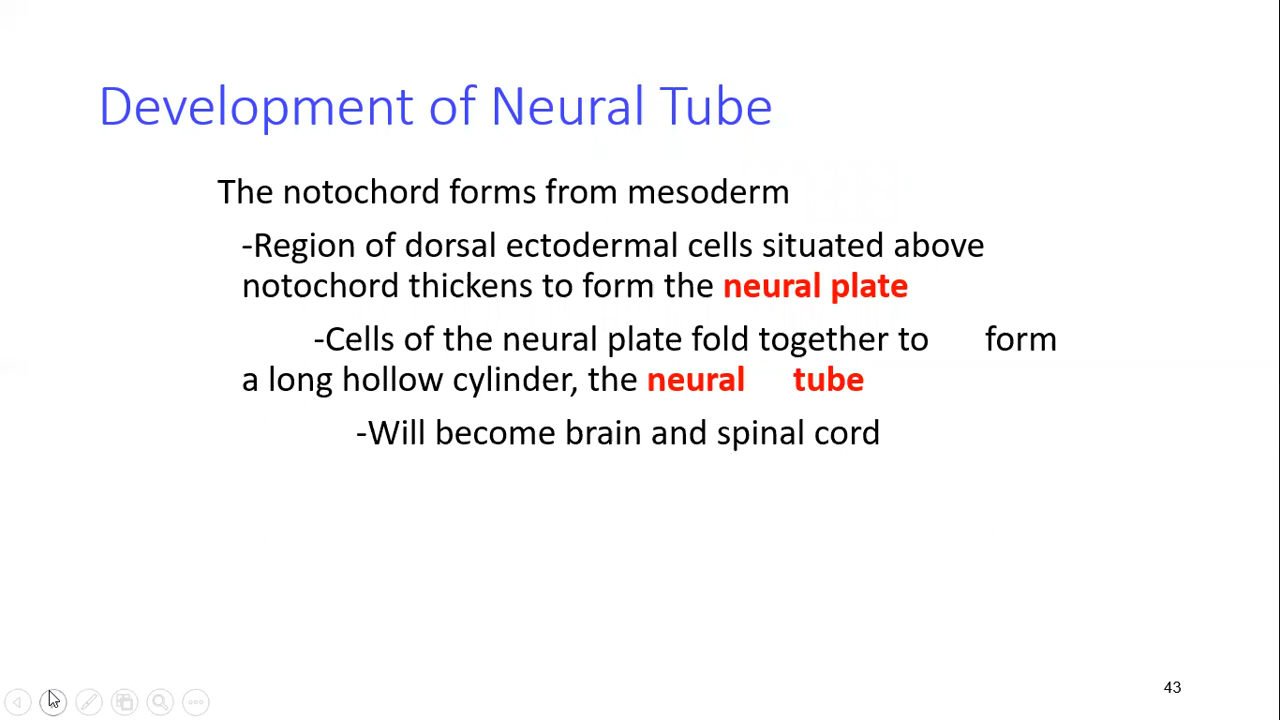 Development of Neural Tube
The notochord forms from mesoderm
-Region of dorsal ectodermal cells situated above
notochord thickens to form the neural plate
-Cells of the neural plate fold together to form
a long hollow cylinder, the neural tube
-Will become brain and spinal cord
43